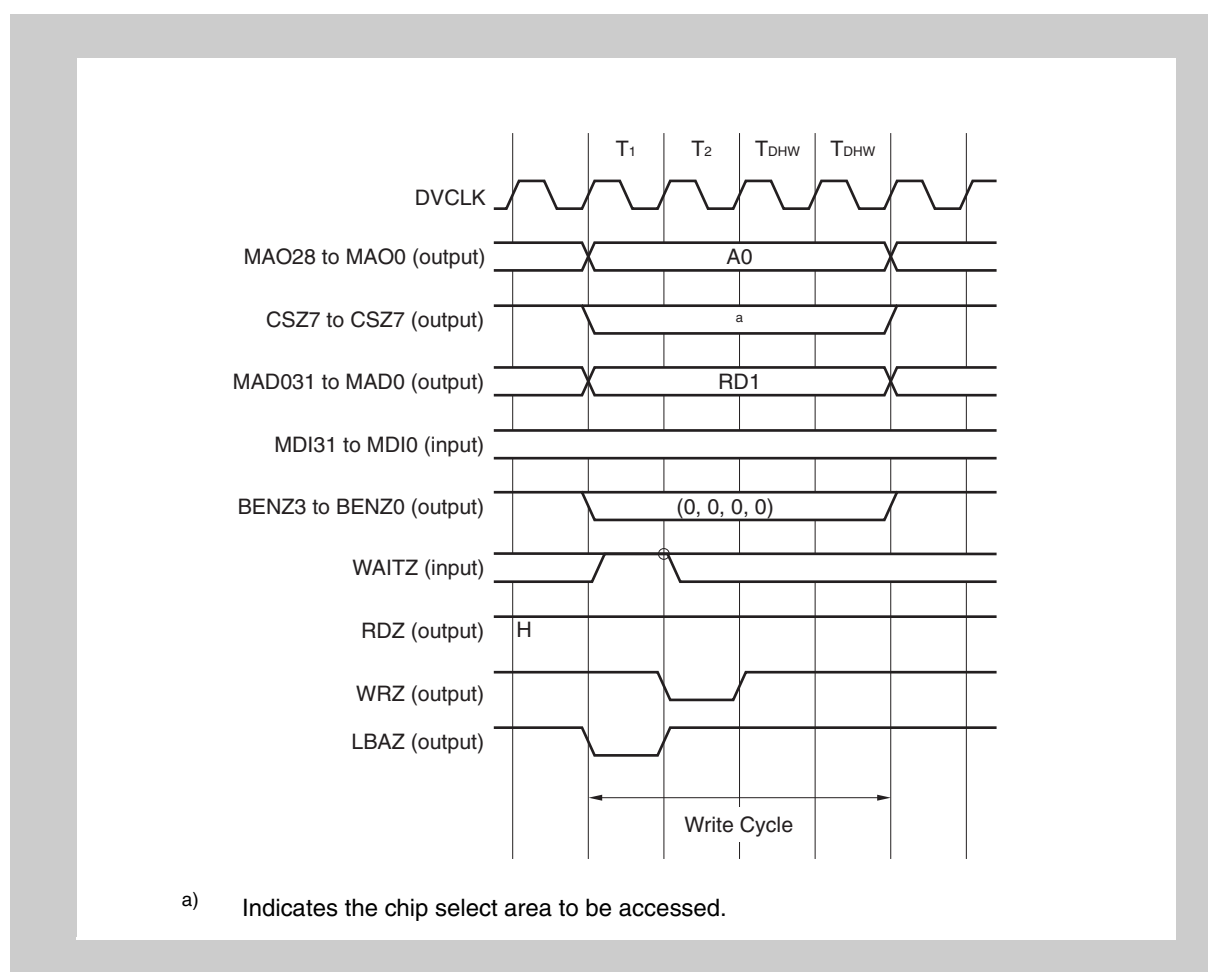 T1 T2 TDHW TDHW
DVCLK
MAO28 to MAO0 (output) A0
CSZ7 to CSZ7 (output) a
MAD031 to MAD0 (output) RD1
MDI31 to MDI0 (input)
BENZ3 to BENZ0 (output) (0, 0, 0, 0)
WAITZ (input)
RDZ (output) H
WRZ (output)
LBAZ (output)
Write Cycle
a) Indicates the chip select area to be accessed.